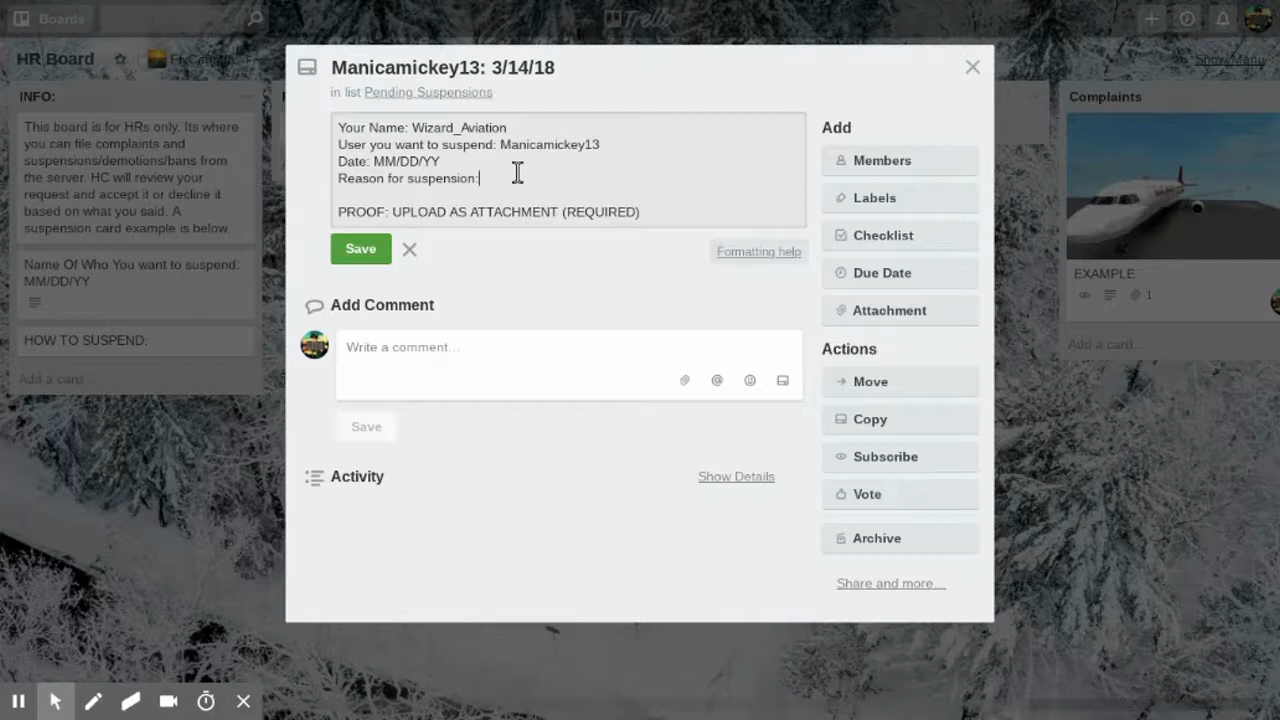 Boards
Trello
HR Board
Show Menu
INFO:
This board is for HRs only. Its where
you can file complaints and
suspensions/demotions/bans from
the server. HC will review your
request and accept it or decline it
based on what you said. A
suspension card example is below.
Name Of Who You want to suspend:
MM/DD/YY
HOW TO SUSPEND:
Add a card…
Manicamickey13: 3/14/18
in list Pending Suspensions
Your Name: Wizard_Aviation
User you want to suspend: Manicamickey13
Date: MM/DD/YY
Reason for suspension:
PROOF: UPLOAD AS ATTACHMENT (REQUIRED)
Save
Formatting help
Add Comment
Write a comment…
Save
Activity
Show Details
Add
Members
Labels
Checklist
Due Date
Attachment
Actions
Move
Copy
Subscribe
Vote
Archive
Share and more…
Complaints
EXAMPLE
1
Add a card…